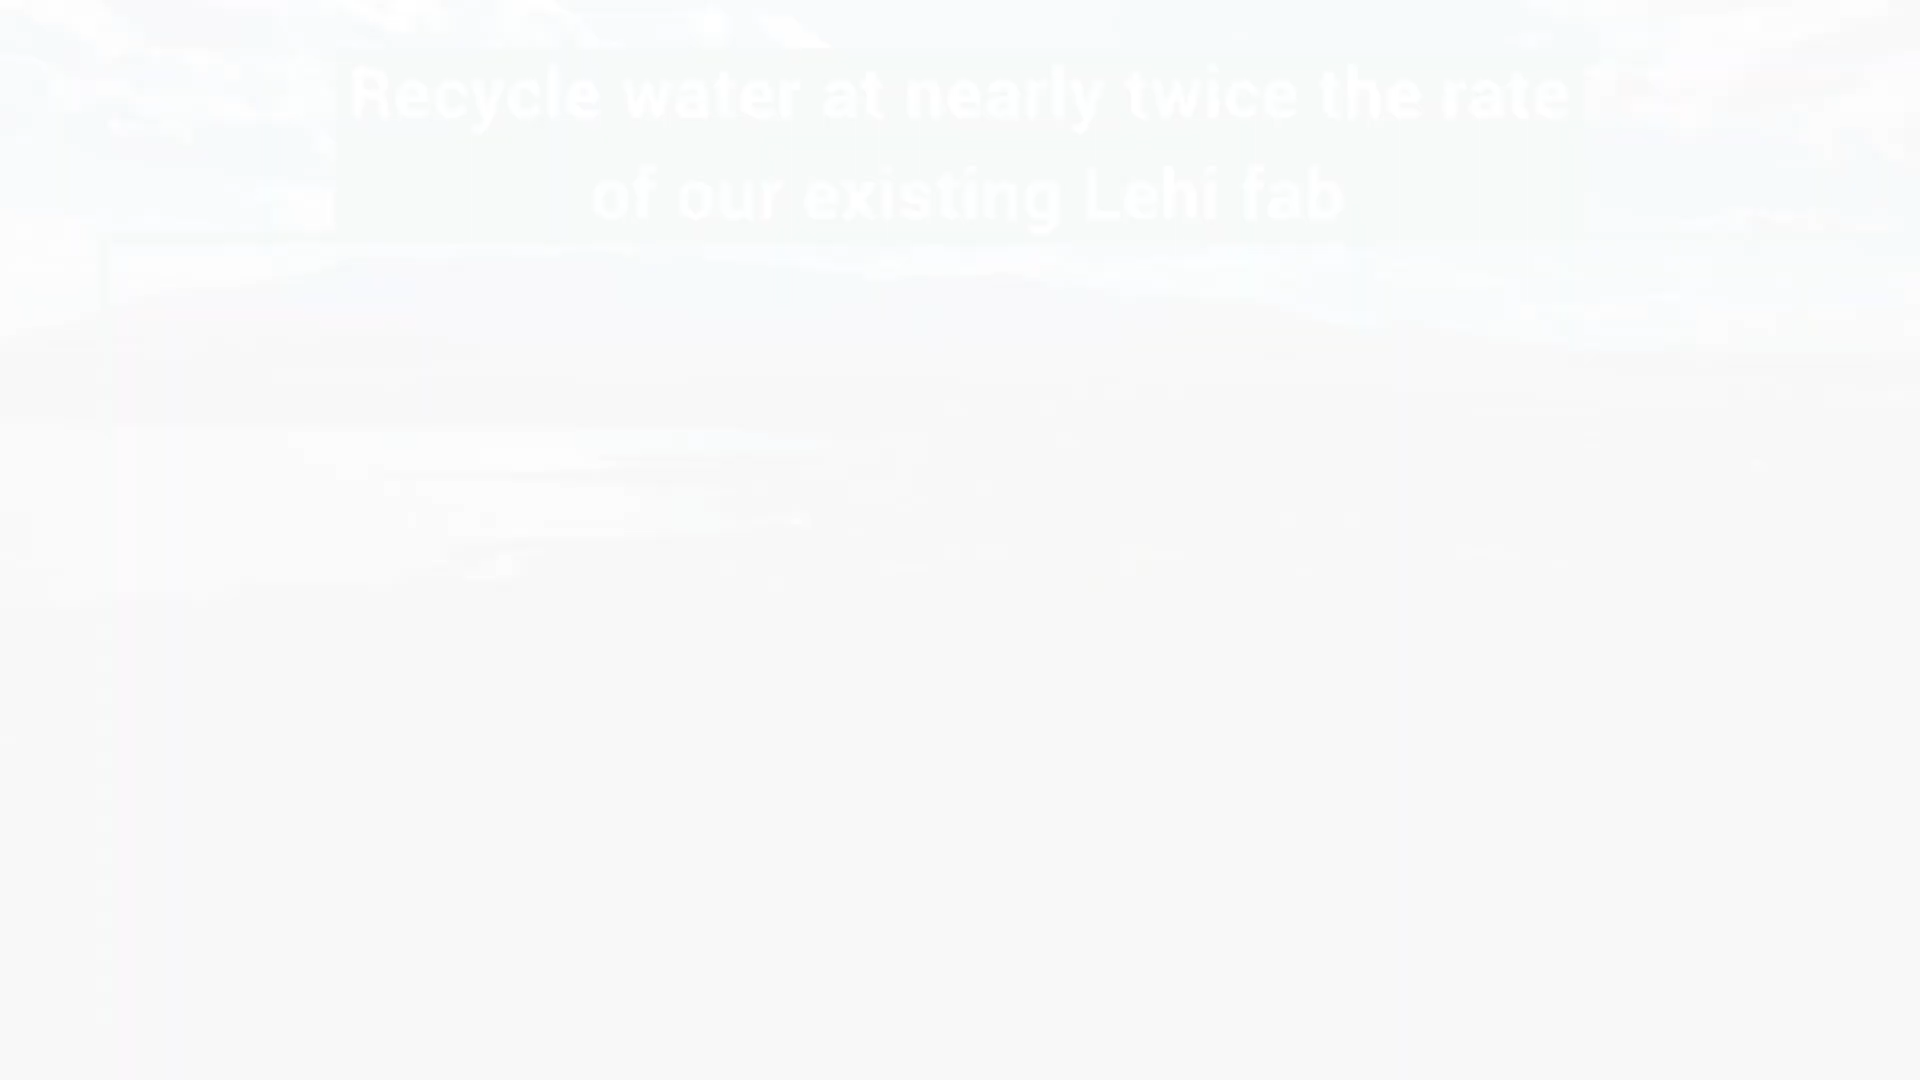 Recycle water at nearly twice the rate
of our existing Lehi fab